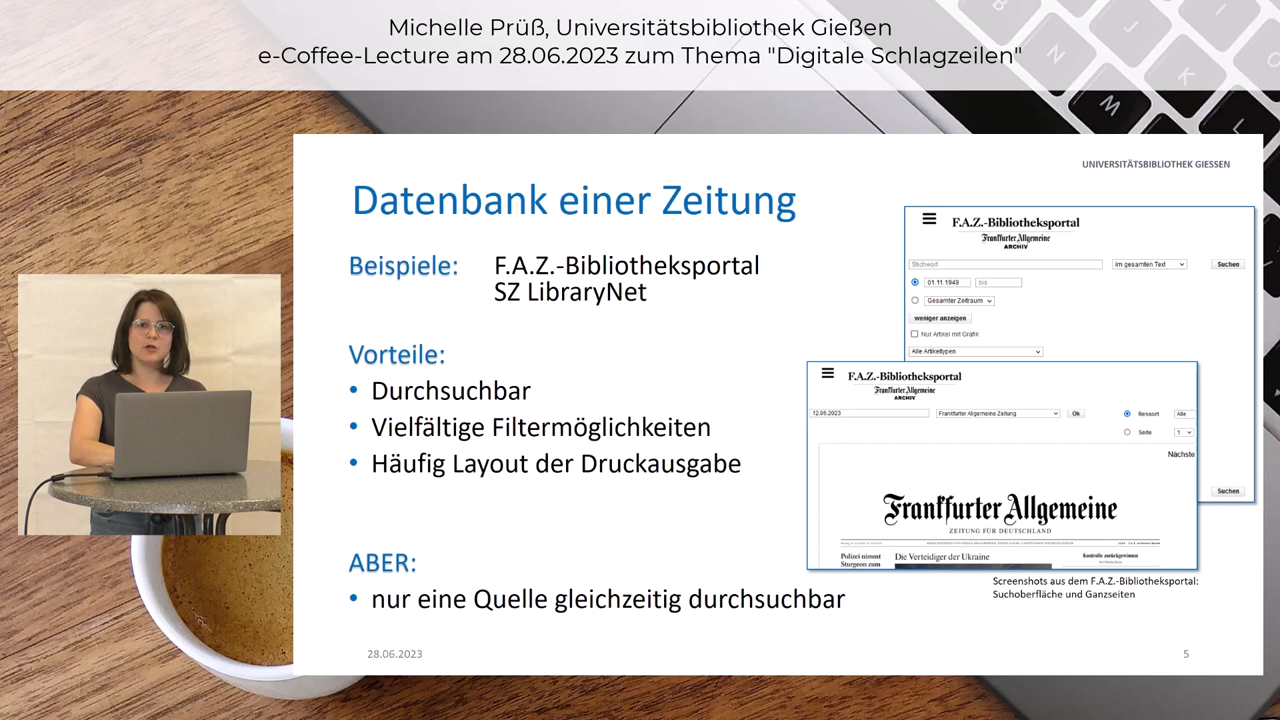 Michelle Prüß, Universitätsbibliothek Gießen
e-Coffee-Lecture am 28.06.2023 zum Thema "Digitale Schlagzeilen"
UNIVERSITÄTSBIBLIOTHEK GIESSEN
Datenbank einer Zeitung
Beispiele: F.A.Z.-Bibliotheksportal
SZ LibraryNet
Vorteile:
• Durchsuchbar
• Vielfältige Filtermöglichkeiten
• Häufig Layout der Druckausgabe
ABER:
• nur eine Quelle gleichzeitig durchsuchbar
F.A.Z.-Bibliotheksportal
Frankfurter Allgemeine
ARCHIV
Stichwort im gesamten Text Suchen
01.11.1949 bis
Gesamter Zeitraum
weniger anzeigen
Nur Artikel mit Grafik
Alle Artikeltypen
Suchen
F.A.Z.-Bibliotheksportal
Frankfurter Allgemeine
ARCHIV
12.06.2023 Frankfurter Allgemeine Zeitung Ok Ressort Alle
Seite 1
Nächste
Frankfurter Allgemeine
ZEITUNG FÜR DEUTSCHLAND
Polizei nimmt Die Verteidiger der Ukraine Kontrolle zurückgewinnen
Sturgeon zum
Screenshots aus dem F.A.Z.-Bibliotheksportal:
Suchoberfläche und Ganzseiten
28.06.2023 5
B
N
J
K
M
L